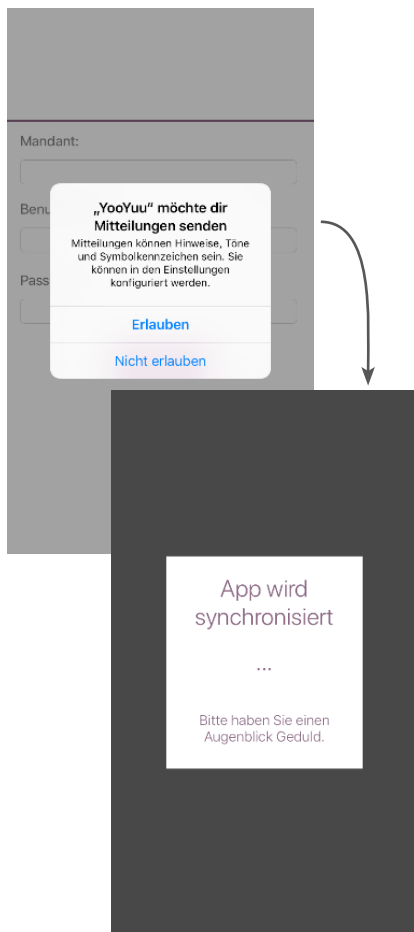 Mandant:
Benu
Pass
„YooYuu“ möchte dir
Mitteilungen senden
Mitteilungen können Hinweise, Töne
und Symbolkennzeichen sein. Sie
können in den Einstellungen
konfiguriert werden.
Erlauben
Nicht erlauben
App wird
synchronisiert
...
Bitte haben Sie einen
Augenblick Geduld.